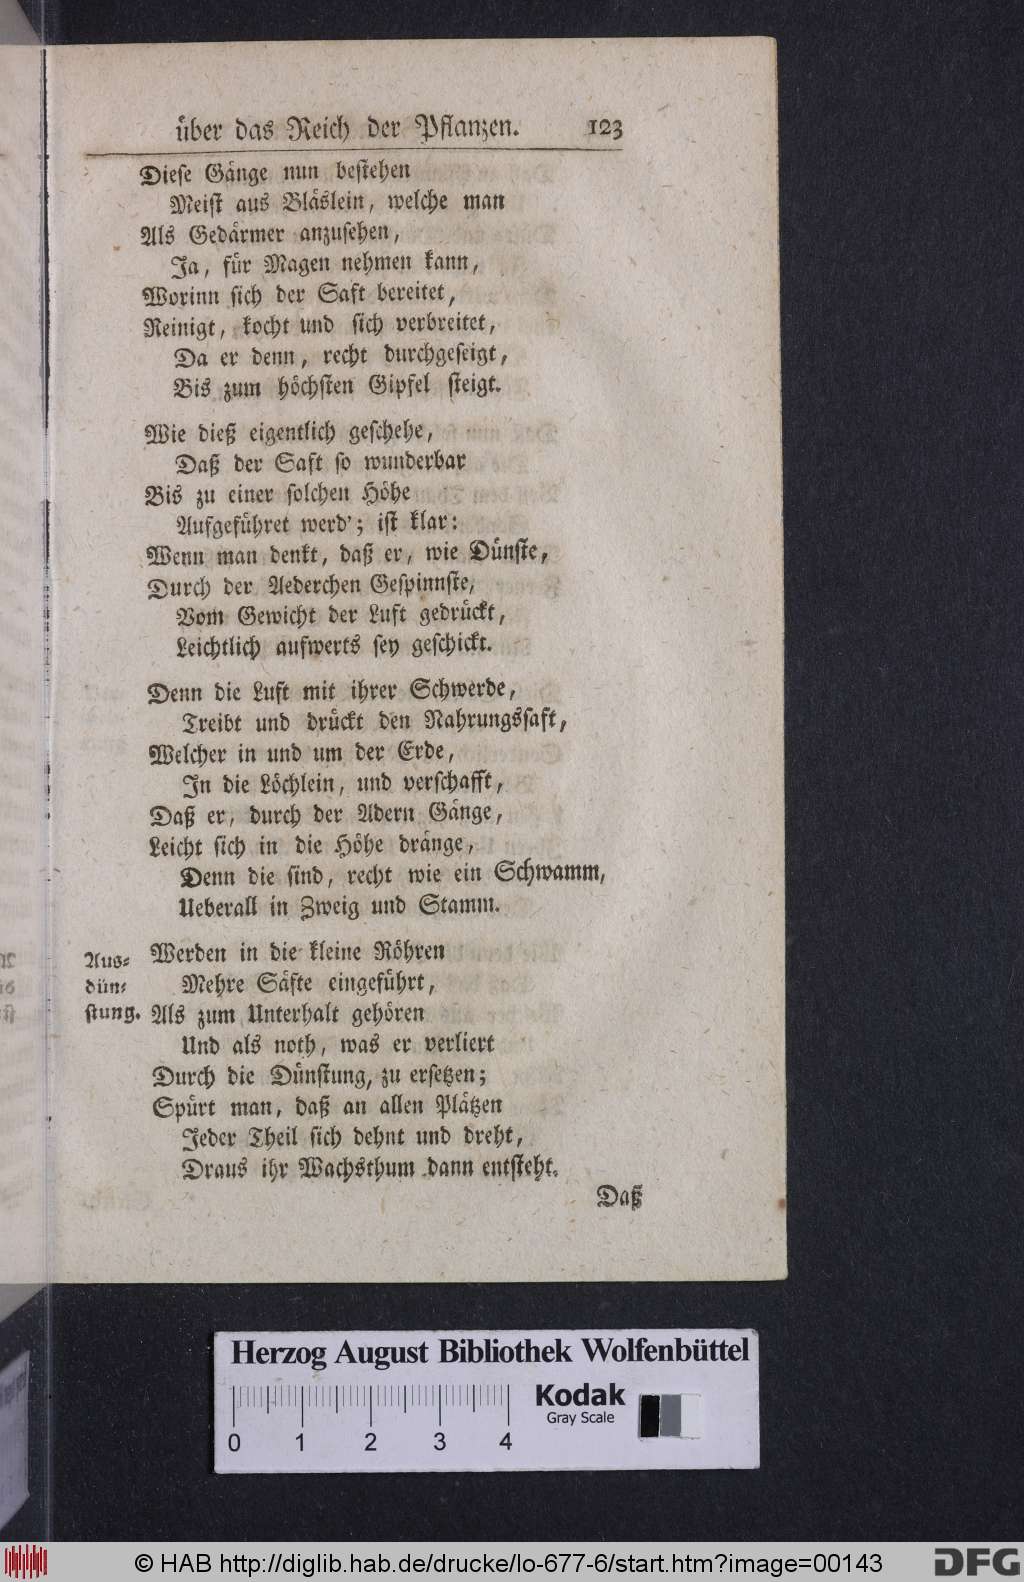 über das Reich der Pflanzen. 123
Diese Gänge nun bestehen
Meist aus Bläslein, welche man
Als Gedärmer anzusehen,
Ja, für Magen nehmen kann,
Worinn sich der Saft bereitet,
Reinigt, kocht und sich verbreitet,
Da er denn, recht durchgeseigt,
Bis zum höchsten Gipfel steigt.
Wie dieß eigentlich geschehe,
Daß der Saft so wunderbar
Bis zu einer solchen Höhe
Aufgeführet werd'; ist klar:
Wenn man denkt, daß er, wie Dünste,
Durch der Aederchen Gespinnste,
Vom Gewicht der Luft gedrückt,
Leichtlich aufwerts sey geschickt.
Denn die Luft mit ihrer Schwerde,
Treibt und drückt den Nahrungssaft,
Welcher in und um der Erde,
In die Löchlein, und verschafft,
Daß er, durch der Adern Gänge,
Leicht sich in die Höhe dränge,
Denn die sind, recht wie ein Schwamm,
Ueberall in Zweig und Stamm.
Aus- Werden in die kleine Röhren
dün- Mehre Säfte eingeführt,
stung. Als zum Unterhalt gehören
Und als noth, was er verliert
Durch die Dünstung, zu ersetzen;
Spürt man, daß an allen Plätzen
Jeder Theil sich dehnt und dreht,
Draus ihr Wachsthum dann entsteht.
Daß
Herzog August Bibliothek Wolfenbüttel
Kodak
Gray Scale
0 1 2 3 4
© HAB http://diglib.hab.de/drucke/lo-677-6/start.htm?image=00143
DFG